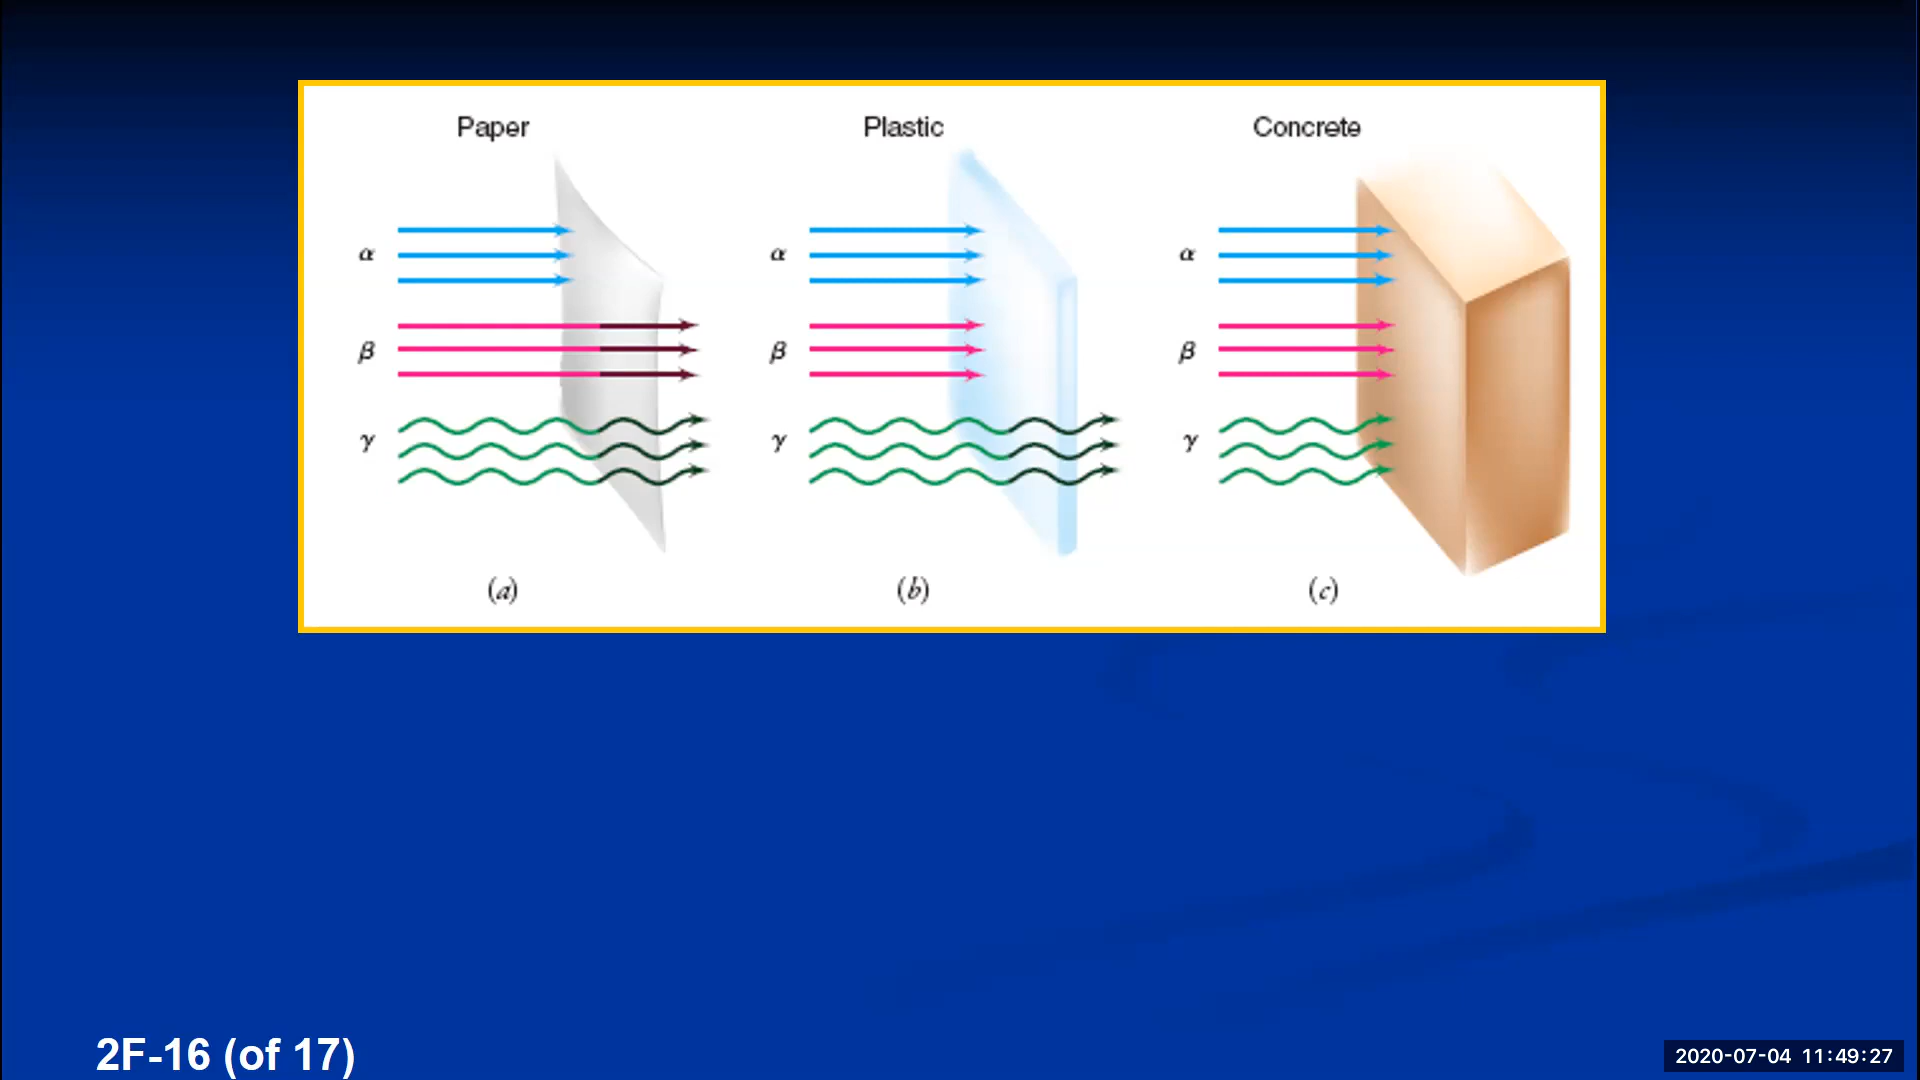 Paper Plastic Concrete
α α α
β β β
γ γ γ
(a) (b) (c)
2F-16 (of 17)
2020-07-04 11:49:27